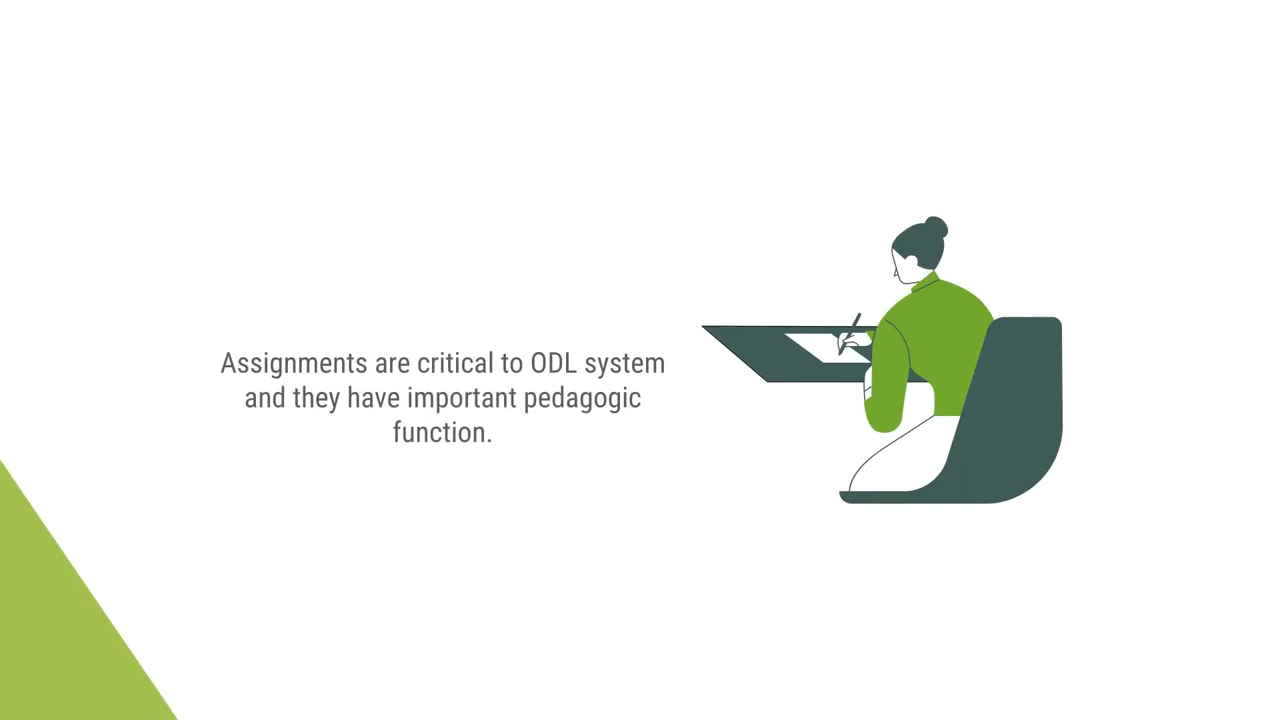 Assignments are critical to ODL system
and they have important pedagogic
function.